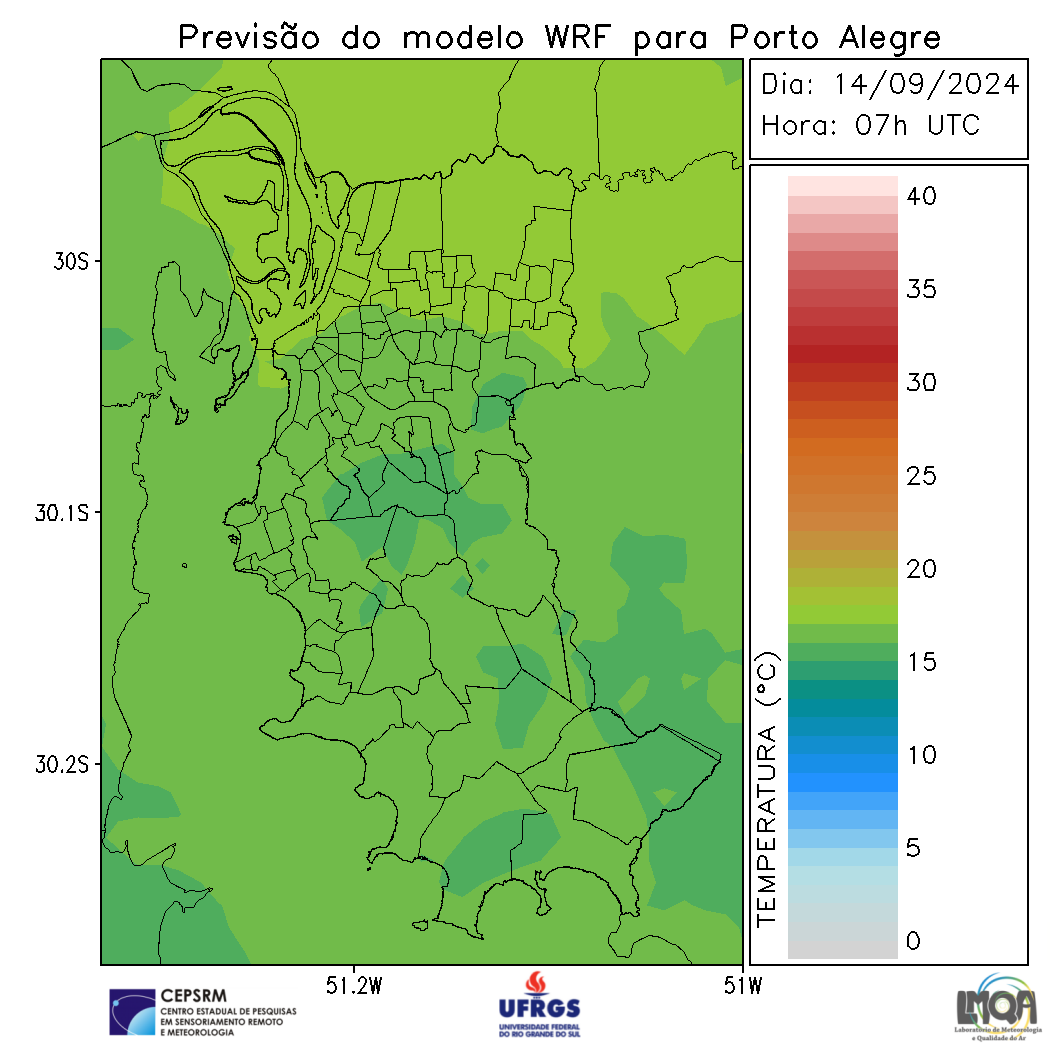 Previsão do modelo WRF para Porto Alegre
Dia: 14/09/2024
Hora: 07h UTC
40
35
30
25
20
15
10
5
0
TEMPERATURA (°C)
30S
30.1S
30.2S
51.2W
51W
CEPSRM
CENTRO ESTADUAL DE PESQUISAS
EM SENSORIAMENTO REMOTO
E METEOROLOGIA
UFRGS
UNIVERSIDADE FEDERAL
DO RIO GRANDE DO SUL
LMQA
Laboratório de Meteorologia
e Qualidade do Ar